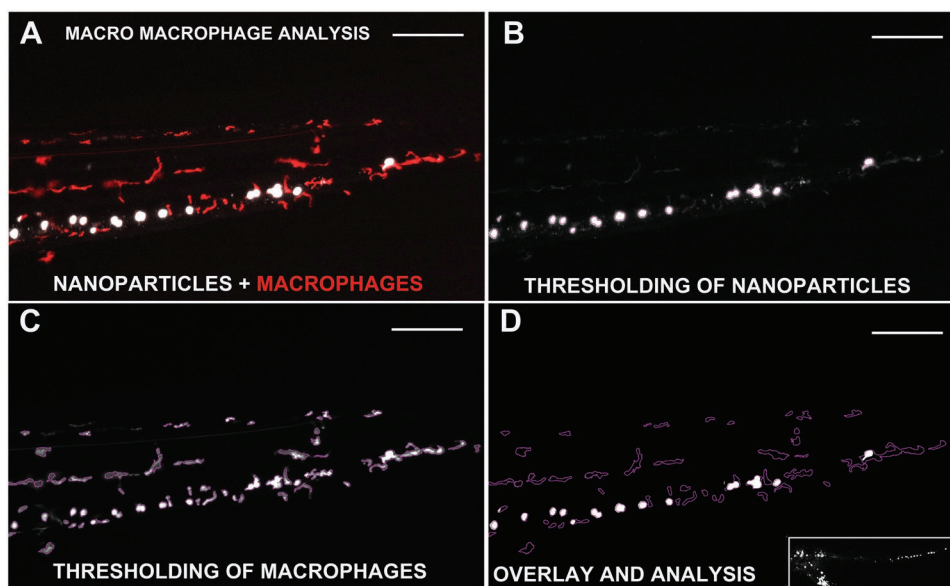 A
MACRO MACROPHAGE ANALYSIS
NANOPARTICLES + MACROPHAGES
B
THRESHOLDING OF NANOPARTICLES
C
THRESHOLDING OF MACROPHAGES
D
OVERLAY AND ANALYSIS